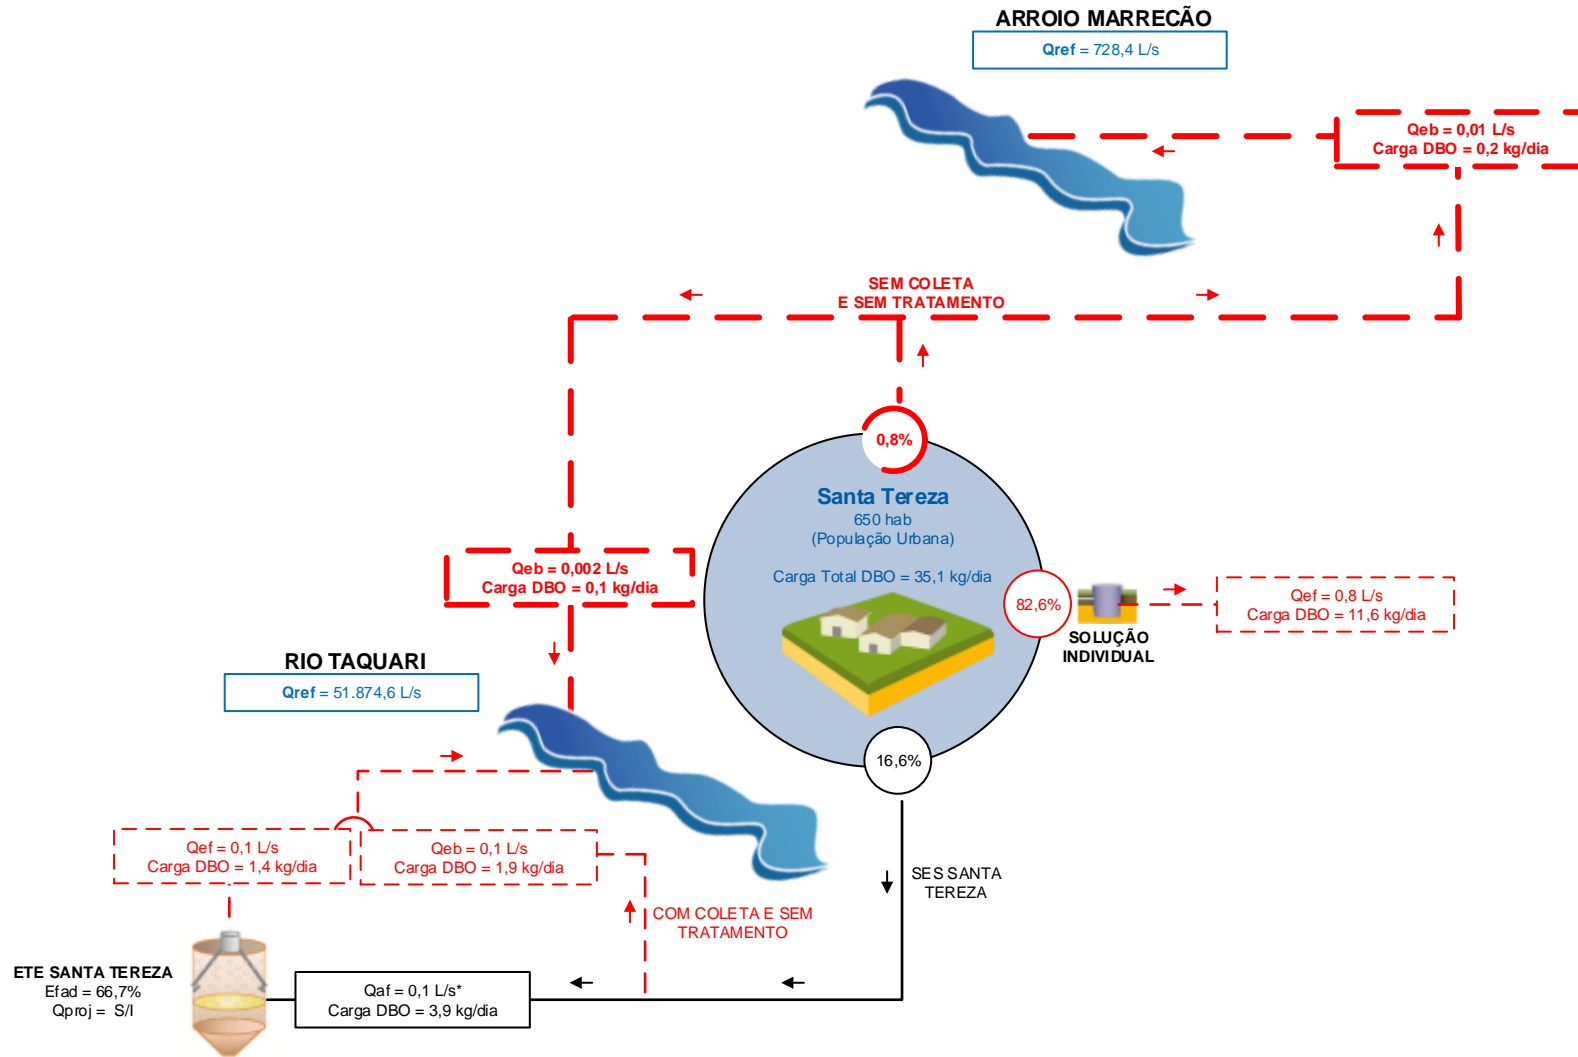 ARROIO MARRECÃO
Qref = 728,4 L/s
Qeb = 0,01 L/s
Carga DBO = 0,2 kg/dia
SEM COLETA
E SEM TRATAMENTO
0,8%
Santa Tereza
650 hab
(População Urbana)
Carga Total DBO = 35,1 kg/dia
Qeb = 0,002 L/s
Carga DBO = 0,1 kg/dia
82,6%
SOLUÇÃO
INDIVIDUAL
Qef = 0,8 L/s
Carga DBO = 11,6 kg/dia
RIO TAQUARI
Qref = 51.874,6 L/s
16,6%
Qef = 0,1 L/s
Carga DBO = 1,4 kg/dia
Qeb = 0,1 L/s
Carga DBO = 1,9 kg/dia
SES SANTA
TEREZA
COM COLETA E SEM
TRATAMENTO
ETE SANTA TEREZA
Efad = 66,7%
Qproj = S/I
Qaf = 0,1 L/s*
Carga DBO = 3,9 kg/dia